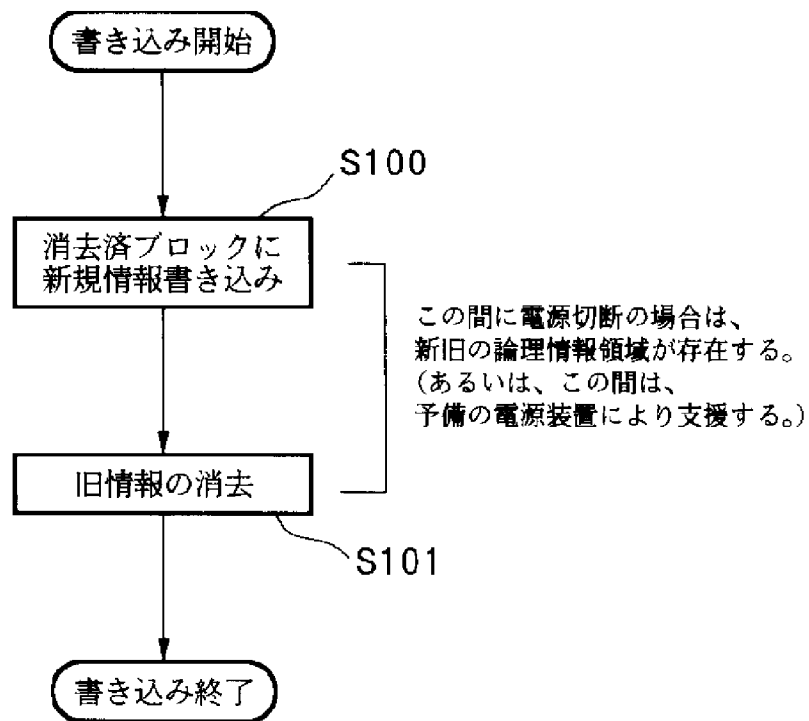 書き込み開始
S100
消去済ブロックに
新規情報書き込み
この間に電源切断の場合は、
新旧の論理情報領域が存在する。
(あるいは、この間は、
予備の電源装置により支援する。)
旧情報の消去
S101
書き込み終了